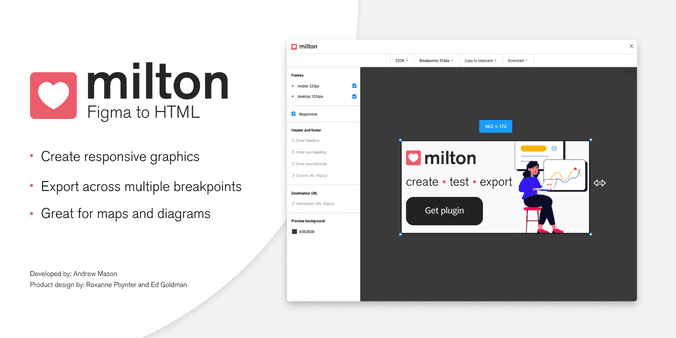 milton
Figma to HTML
• Create responsive graphics
• Export across multiple breakpoints
• Great for maps and diagrams
Developed by: Andrew Mason
Product design by: Roxanne Poynter and Ed Goldman
milton
220% Breakpoints 304px Copy to clipboard Download
Frames
mobile 320px
desktop 1024px
Responsive
Header and footer
Enter headline
Enter sub headline
Enter source/footer
Source URL https://
Destination URL
Destination URL https://
Preview background
milton
create • test • export
Get plugin